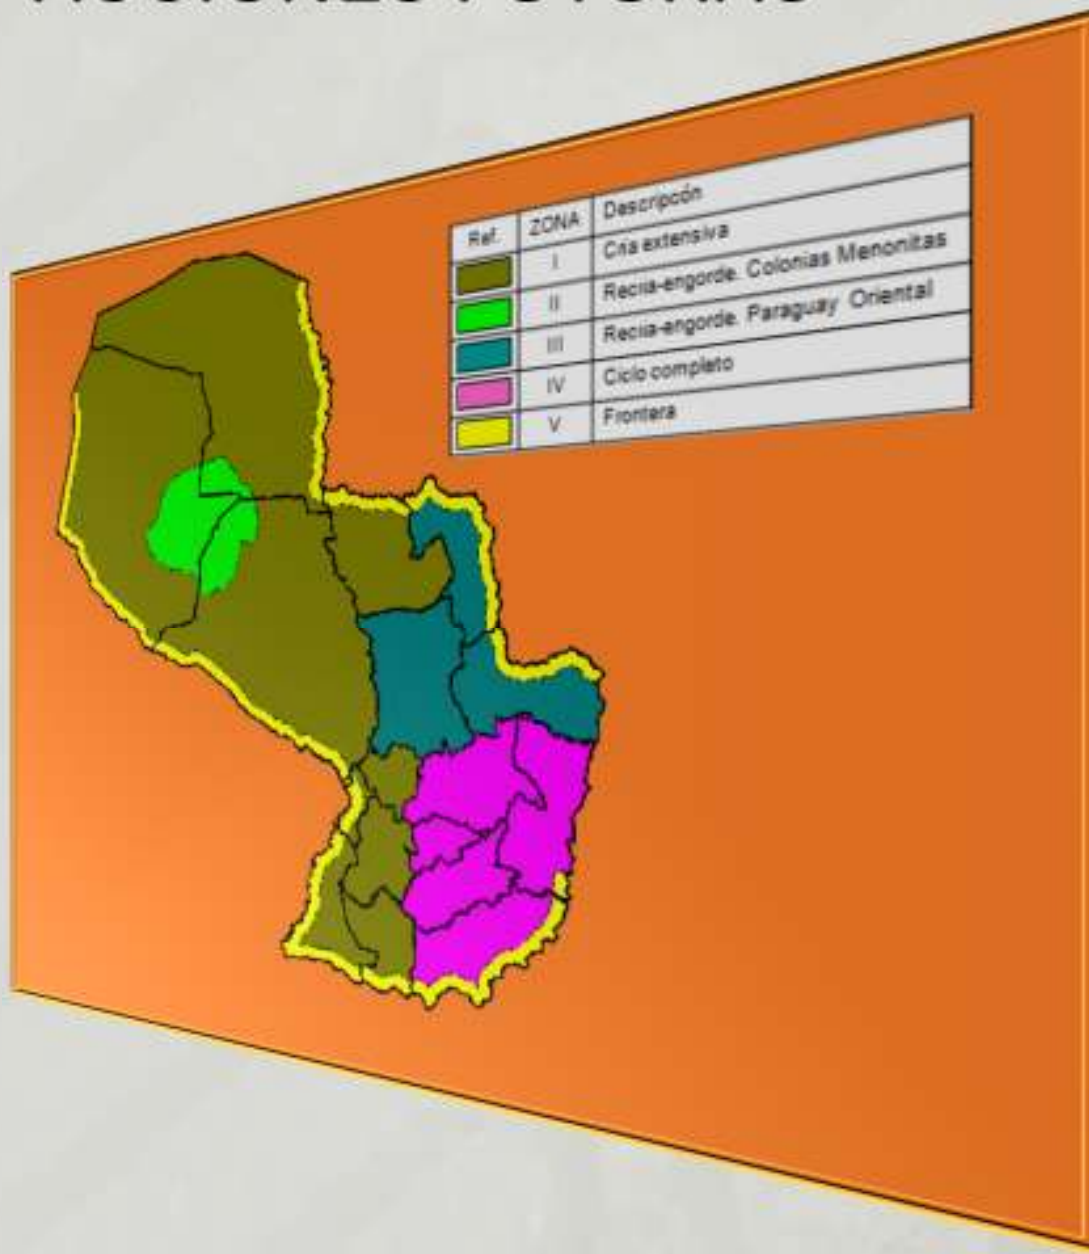 Ref. ZONA Descripcón
I Cría extensiva
II Recría-engorde. Colonias Menonitas
III Recría-engorde. Paraguay Oriental
IV Ciclo completo
V Frontera